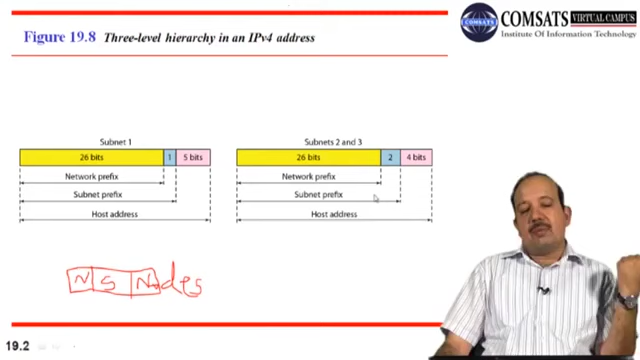 COMSATS VIRTUAL CAMPUS
COMSATS
Institute Of Information Technology
Figure 19.8 Three-level hierarchy in an IPv4 address
Subnet 1
26 bits 1 5 bits
Network prefix
Subnet prefix
Host address
Subnets 2 and 3
26 bits 2 4 bits
Network prefix
Subnet prefix
Host address
N S Nodes
19.2